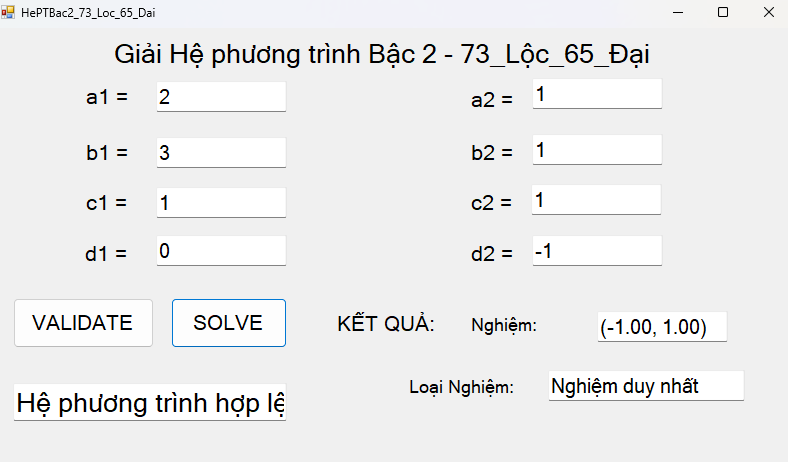 HePTBac2_73_Loc_65_Dai
Giải Hệ phương trình Bậc 2 - 73_Lộc_65_Đại
a1 = 2
a2 = 1
b1 = 3
b2 = 1
c1 = 1
c2 = 1
d1 = 0
d2 = -1
VALIDATE
SOLVE
KẾT QUẢ:
Nghiệm: (-1.00, 1.00)
Hệ phương trình hợp lệ
Loại Nghiệm: Nghiệm duy nhất